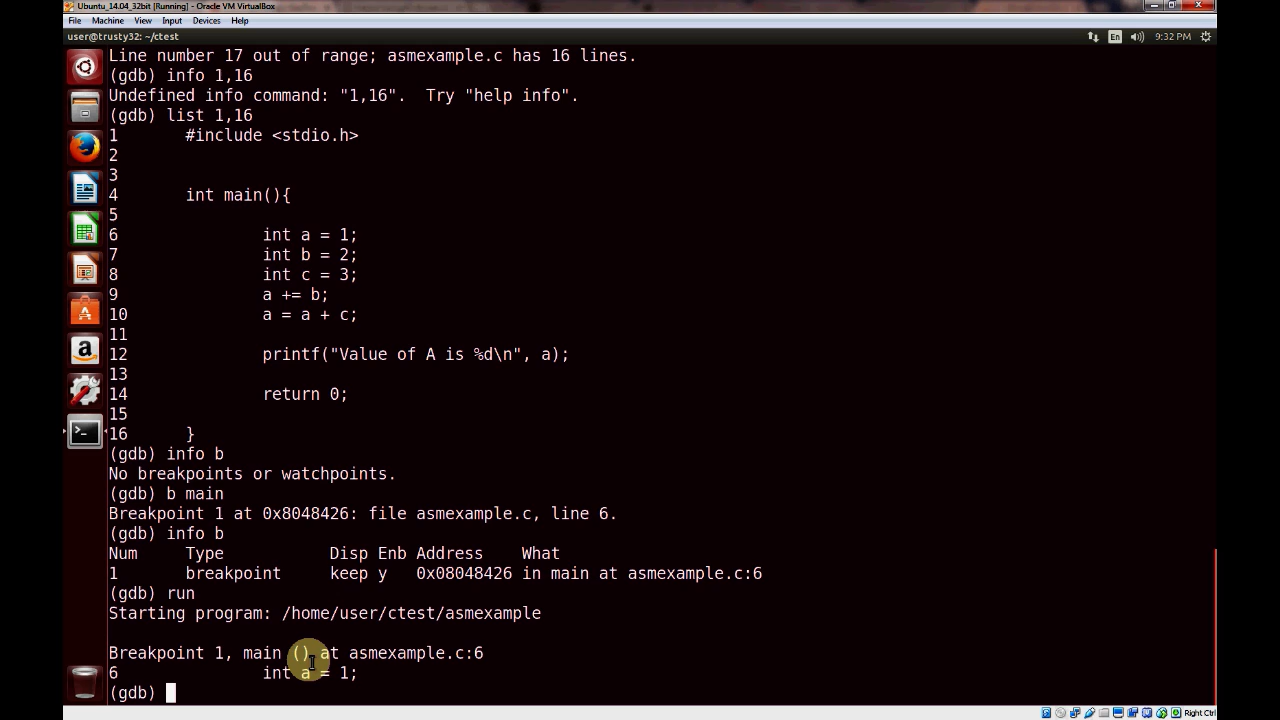 Ubuntu_14.04_32bit [Running] - Oracle VM VirtualBox
File Machine View Input Devices Help
user@trusty32: ~/ctest
En 9:32 PM
Line number 17 out of range; asmexample.c has 16 lines.
(gdb) info 1,16
Undefined info command: "1,16".  Try "help info".
(gdb) list 1,16
1       #include <stdio.h>
2
3
4       int main(){
5
6               int a = 1;
7               int b = 2;
8               int c = 3;
9               a += b;
10              a = a + c;
11
12              printf("Value of A is %d\n", a);
13
14              return 0;
15
16      }
(gdb) info b
No breakpoints or watchpoints.
(gdb) b main
Breakpoint 1 at 0x8048426: file asmexample.c, line 6.
(gdb) info b
Num     Type           Disp Enb Address    What
1       breakpoint     keep y   0x08048426 in main at asmexample.c:6
(gdb) run
Starting program: /home/user/ctest/asmexample
Breakpoint 1, main () at asmexample.c:6
6               int a = 1;
(gdb)
Right Ctrl